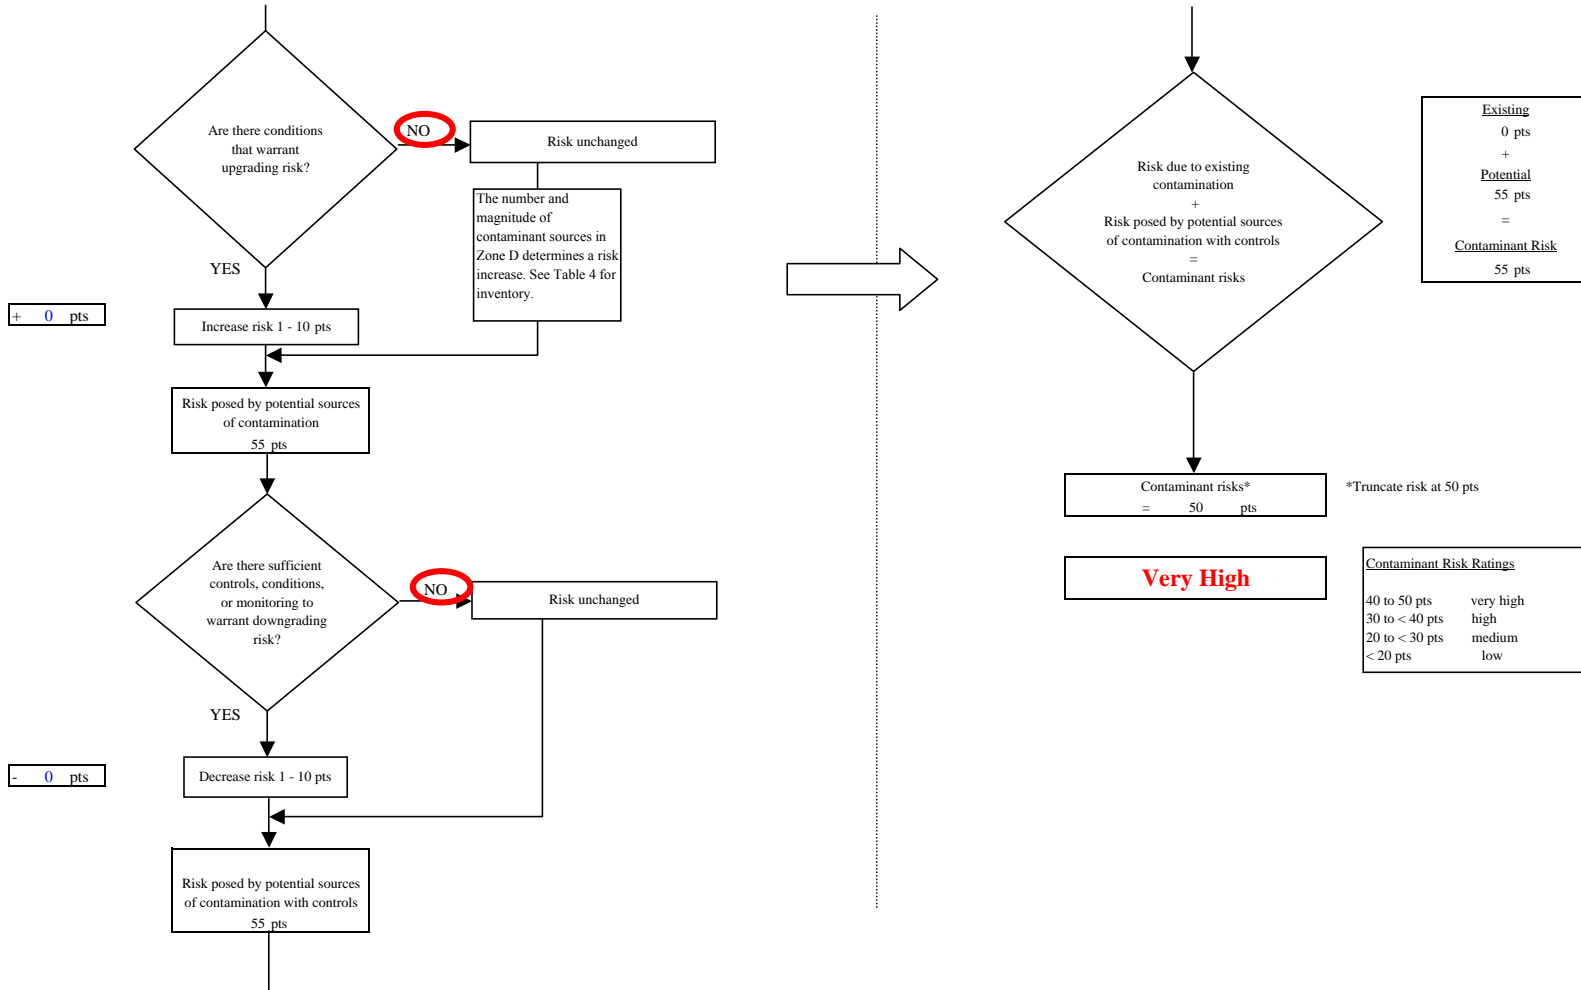 Are there conditions
that warrant
upgrading risk?
NO
Risk unchanged
The number and
magnitude of
contaminant sources in
Zone D determines a risk
increase. See Table 4 for
inventory.
YES
+ 0 pts
Increase risk 1 - 10 pts
Risk posed by potential sources
of contamination
55 pts
Are there sufficient
controls, conditions,
or monitoring to
warrant downgrading
risk?
NO
Risk unchanged
YES
- 0 pts
Decrease risk 1 - 10 pts
Risk posed by potential sources
of contamination with controls
55 pts
Risk due to existing
contamination
+
Risk posed by potential sources
of contamination with controls
=
Contaminant risks
Existing
0 pts
+
Potential
55 pts
=
Contaminant Risk
55 pts
Contaminant risks*
= 50 pts
*Truncate risk at 50 pts
Very High
Contaminant Risk Ratings
40 to 50 pts very high
30 to < 40 pts high
20 to < 30 pts medium
< 20 pts low